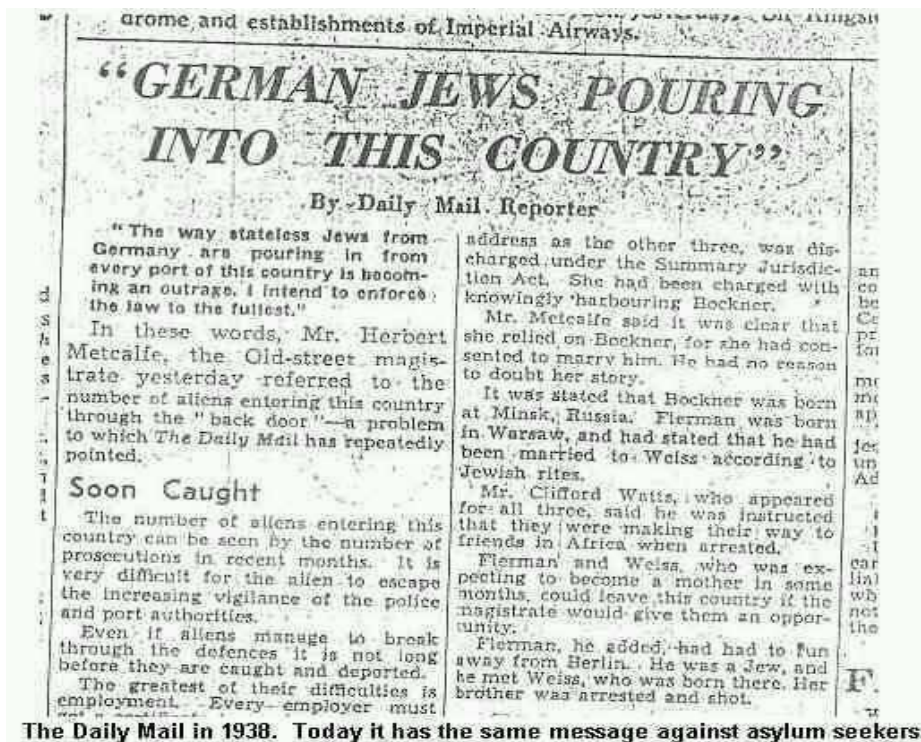 drome and establishments of Imperial Airways.
“GERMAN JEWS POURING
INTO THIS COUNTRY”
By Daily Mail Reporter
“The way stateless Jews from
Germany are pouring in from
every port of this country is becom-
ing an outrage. I intend to enforce
the law to the fullest.”
In these words, Mr. Herbert
Metcalfe, the Old-street magis-
trate yesterday referred to the
number of aliens entering this country
through the “back door”—a problem
to which The Daily Mail has repeatedly
pointed.
Soon Caught
The number of aliens entering this
country can be seen by the number of
prosecutions in recent months. It is
very difficult for the alien to escape
the increasing vigilance of the police
and port authorities.
Even if aliens manage to break
through the defences it is not long
before they are caught and deported.
The greatest of their difficulties is
employment. Every employer must
address as the other three, was dis-
charged under the Summary Jurisdic-
tion Act. She had been charged with
knowingly harbouring Bockner.
Mr. Metcalfe said it was clear that
she relied on Bockner, for she had con-
sented to marry him. He had no reason
to doubt her story.
It was stated that Bockner was born
at Minsk, Russia. Flerman was born
in Warsaw, and had stated that he had
been married to Weiss according to
Jewish rites.
Mr. Clifford Watts, who appeared
for all three, said he was instructed
that they were making their way to
friends in Africa when arrested.
Flerman and Weiss, who was ex-
pecting to become a mother in some
months, could leave this country if the
magistrate would give them an oppor-
tunity.
Flerman, he added, had had to run
away from Berlin. He was a Jew, and
he met Weiss, who was born there. Her
brother was arrested and shot.
The Daily Mail in 1938. Today it has the same message against asylum seekers